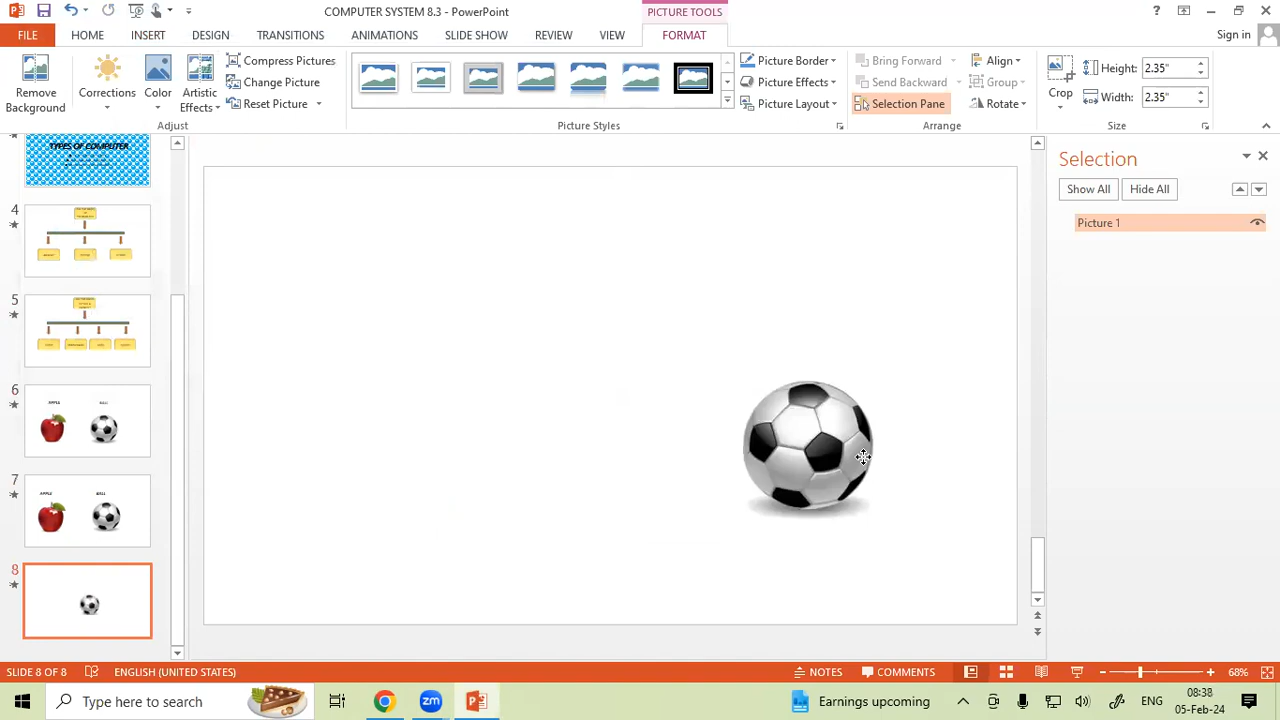 COMPUTER SYSTEM 8.3 - PowerPoint
PICTURE TOOLS
?
FILE
HOME
INSERT
DESIGN
TRANSITIONS
ANIMATIONS
SLIDE SHOW
REVIEW
VIEW
FORMAT
Sign in
Remove
Background
Corrections
Color
Artistic
Effects
Compress Pictures
Change Picture
Reset Picture
Adjust
Picture Styles
Picture Border
Picture Effects
Picture Layout
Bring Forward
Send Backward
Selection Pane
Align
Group
Rotate
Arrange
Crop
Height: 2.35"
Width: 2.35"
Size
TYPES OF COMPUTER
4
5
6
APPLE BALL
7
APPLE BALL
8
Selection
Show All
Hide All
Picture 1
SLIDE 8 OF 8
ENGLISH (UNITED STATES)
NOTES
COMMENTS
68%
Type here to search
zm
Earnings upcoming
ENG
08:38
05-Feb-24